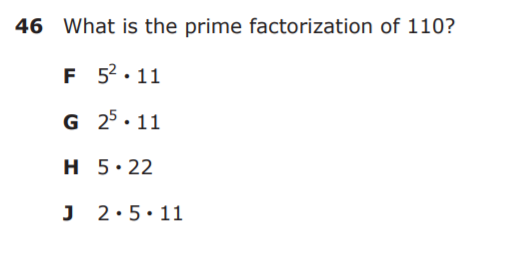 46 What is the prime factorization of 110?
F 5² • 11
G 2⁵ • 11
H 5 • 22
J 2 • 5 • 11